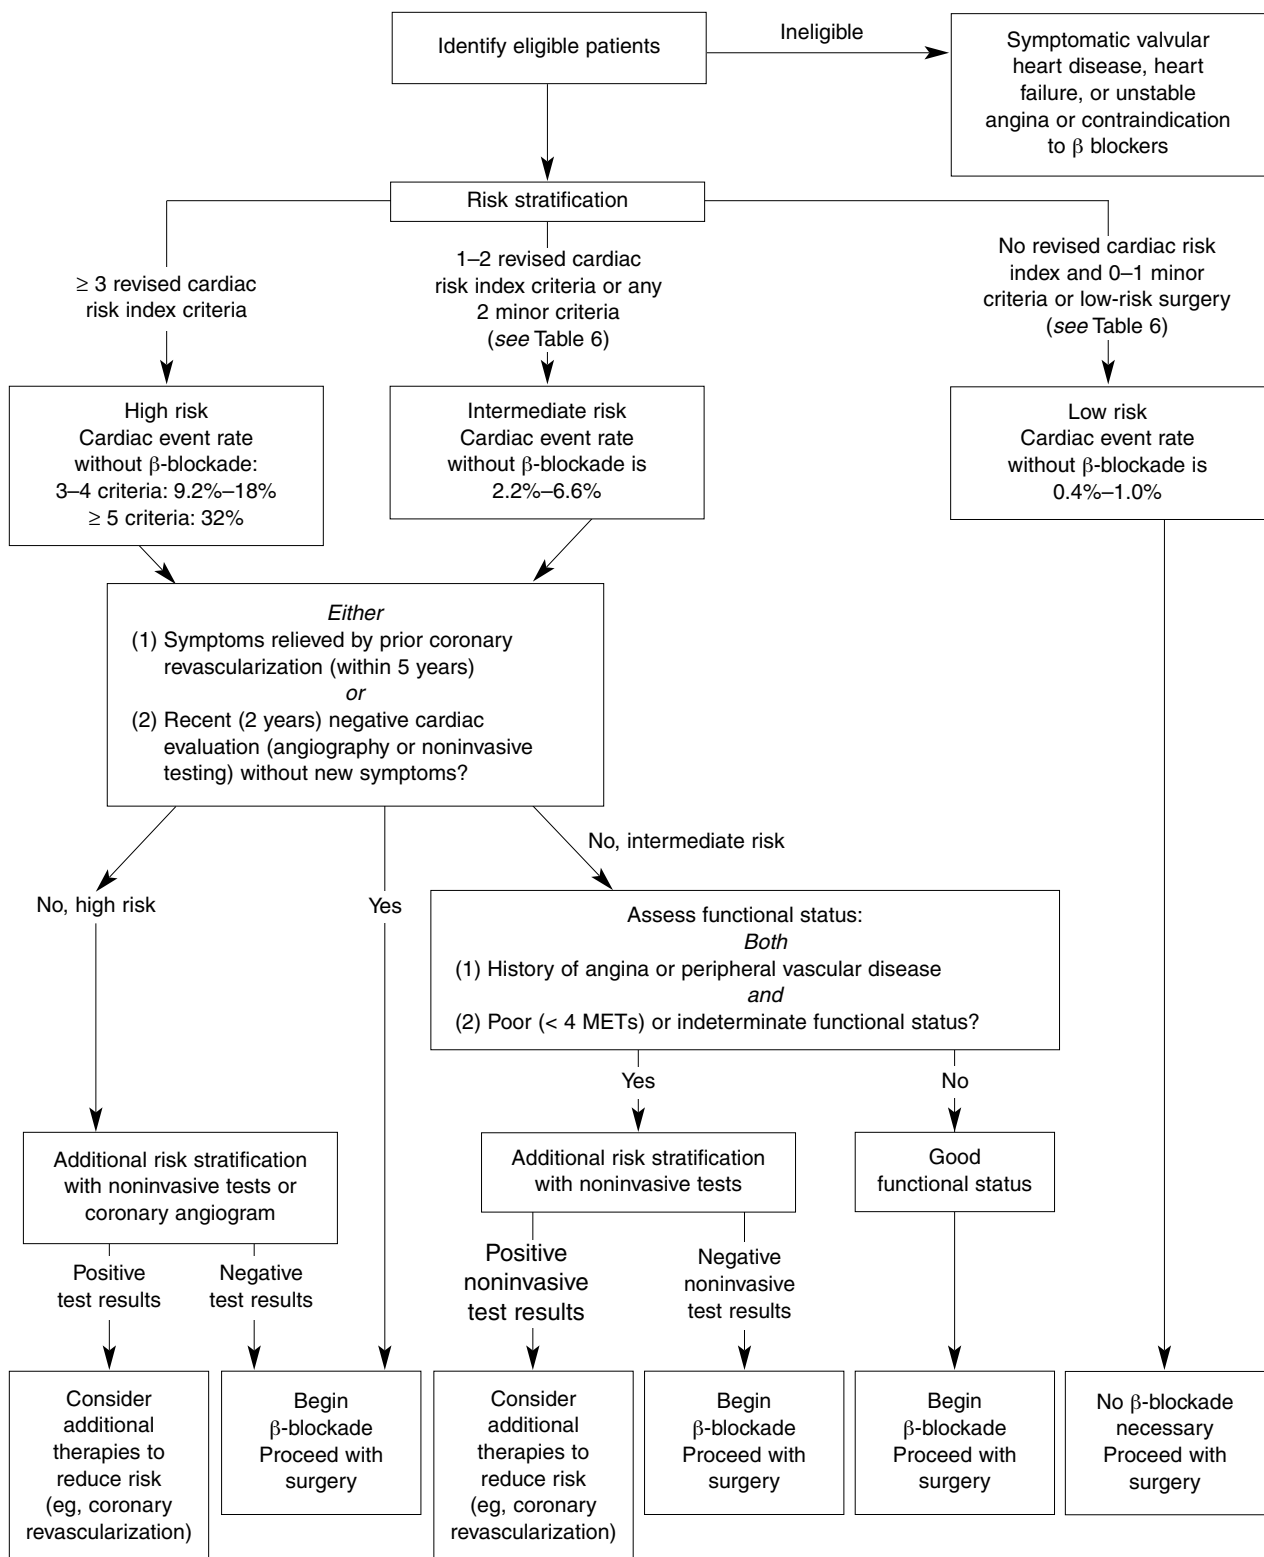 Identify eligible patients
Ineligible
Symptomatic valvular
heart disease, heart
failure, or unstable
angina or contraindication
to β blockers
Risk stratification
≥ 3 revised cardiac
risk index criteria
1–2 revised cardiac
risk index criteria or any
2 minor criteria
(see Table 6)
No revised cardiac risk
index and 0–1 minor
criteria or low-risk surgery
(see Table 6)
High risk
Cardiac event rate
without β-blockade:
3–4 criteria: 9.2%–18%
≥ 5 criteria: 32%
Intermediate risk
Cardiac event rate
without β-blockade is
2.2%–6.6%
Low risk
Cardiac event rate
without β-blockade is
0.4%–1.0%
Either
(1) Symptoms relieved by prior coronary
revascularization (within 5 years)
or
(2) Recent (2 years) negative cardiac
evaluation (angiography or noninvasive
testing) without new symptoms?
No, high risk
Yes
No, intermediate risk
Assess functional status:
Both
(1) History of angina or peripheral vascular disease
and
(2) Poor (< 4 METs) or indeterminate functional status?
Yes
No
Additional risk stratification
with noninvasive tests or
coronary angiogram
Additional risk stratification
with noninvasive tests
Good
functional status
Positive
test results
Negative
test results
Positive
noninvasive
test results
Negative
noninvasive
test results
Consider
additional
therapies to
reduce risk
(eg, coronary
revascularization)
Begin
β-blockade
Proceed with
surgery
Consider
additional
therapies to
reduce risk
(eg, coronary
revascularization)
Begin
β-blockade
Proceed with
surgery
Begin
β-blockade
Proceed with
surgery
No β-blockade
necessary
Proceed with
surgery